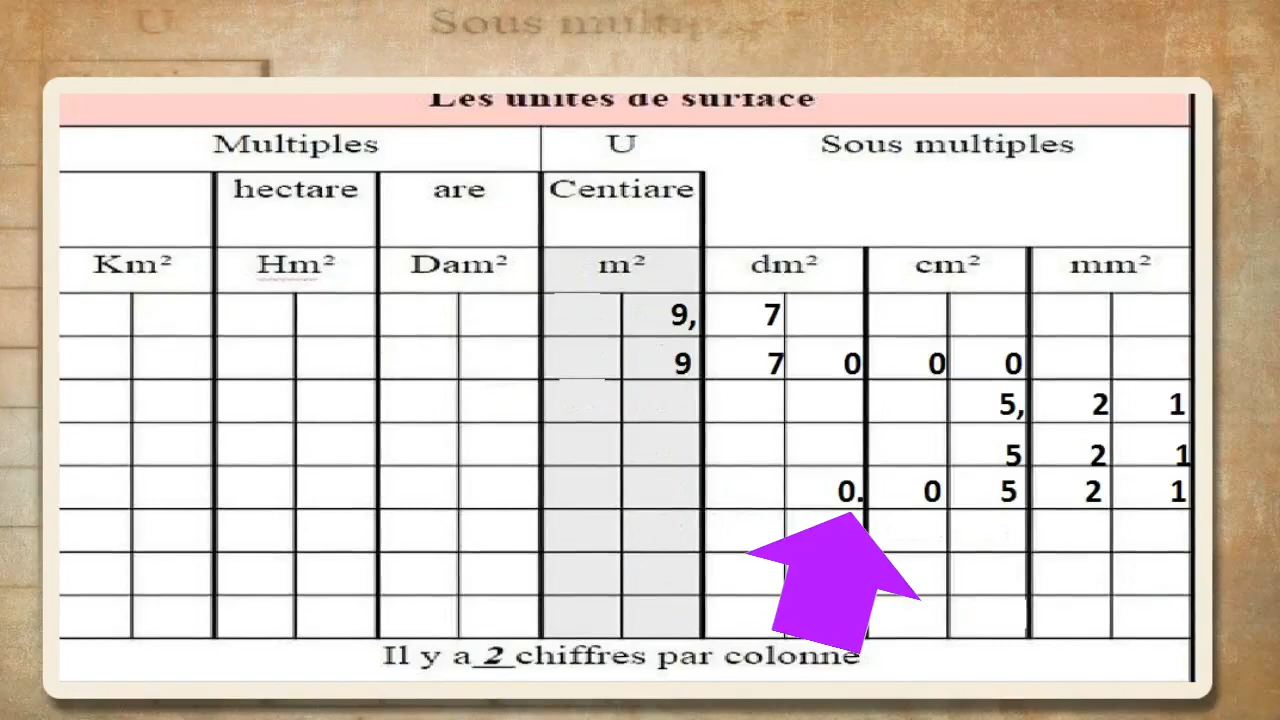 U Sous multip
Les unités de surface
Multiples U Sous multiples
hectare are Centiare
Km² Hm² Dam² m² dm² cm² mm²
9, 7
9 7 0 0 0
5, 2 1
5 2 1
0. 0 5 2 1
Il y a 2 chiffres par colonne